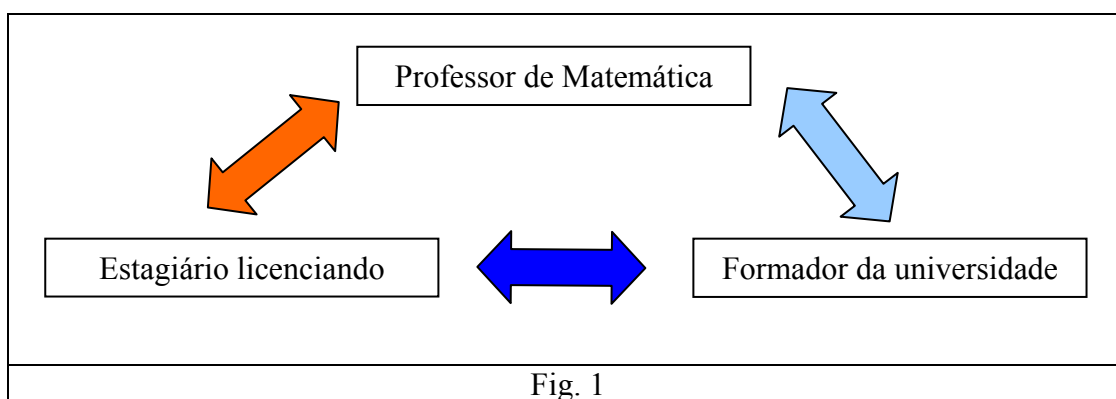 Professor de Matemática
Estagiário licenciando
Formador da universidade
Fig. 1